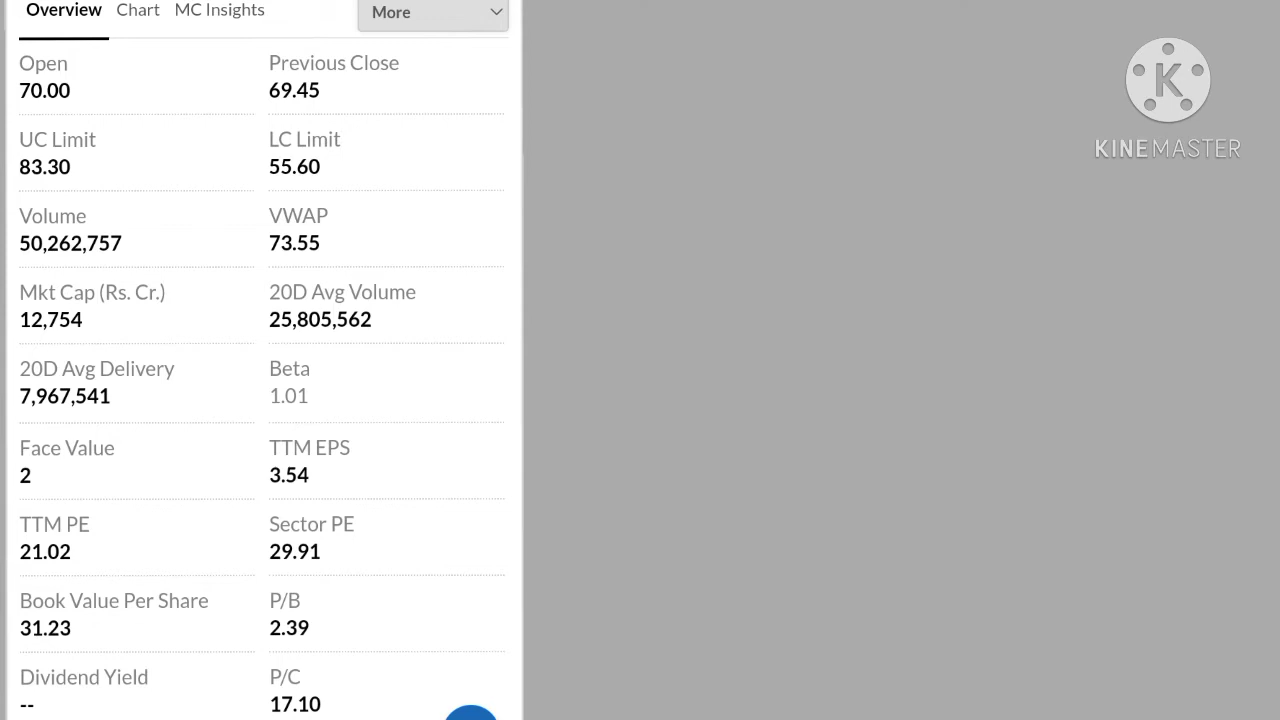 Overview Chart MC Insights More
Open Previous Close
70.00 69.45
UC Limit LC Limit
83.30 55.60
Volume VWAP
50,262,757 73.55
Mkt Cap (Rs. Cr.) 20D Avg Volume
12,754 25,805,562
20D Avg Delivery Beta
7,967,541 1.01
Face Value TTM EPS
2 3.54
TTM PE Sector PE
21.02 29.91
Book Value Per Share P/B
31.23 2.39
Dividend Yield P/C
-- 17.10
K
KINEMASTER